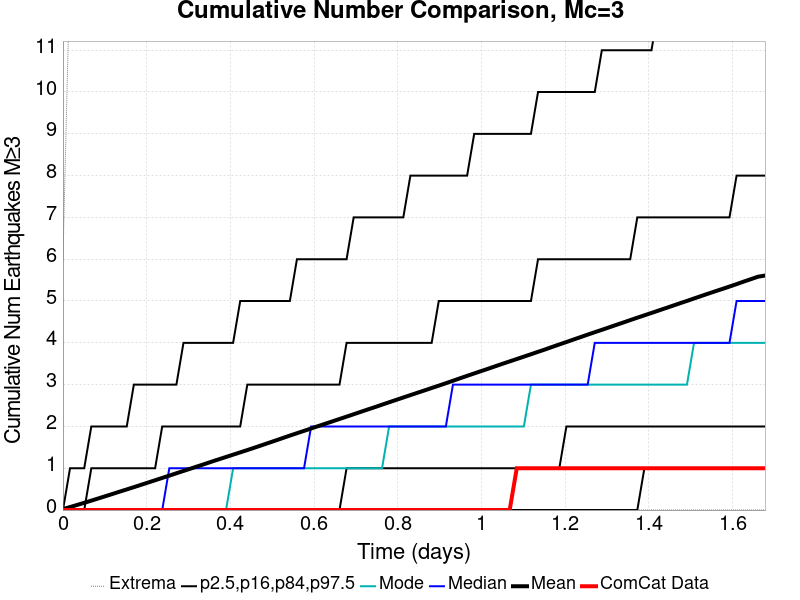 Cumulative Number Comparison, Mc=3
Cumulative Num Earthquakes M≥3
11
10
9
8
7
6
5
4
3
2
1
0
0 0.2 0.4 0.6 0.8 1 1.2 1.4 1.6
Time (days)
Extrema p2.5,p16,p84,p97.5 Mode Median Mean ComCat Data